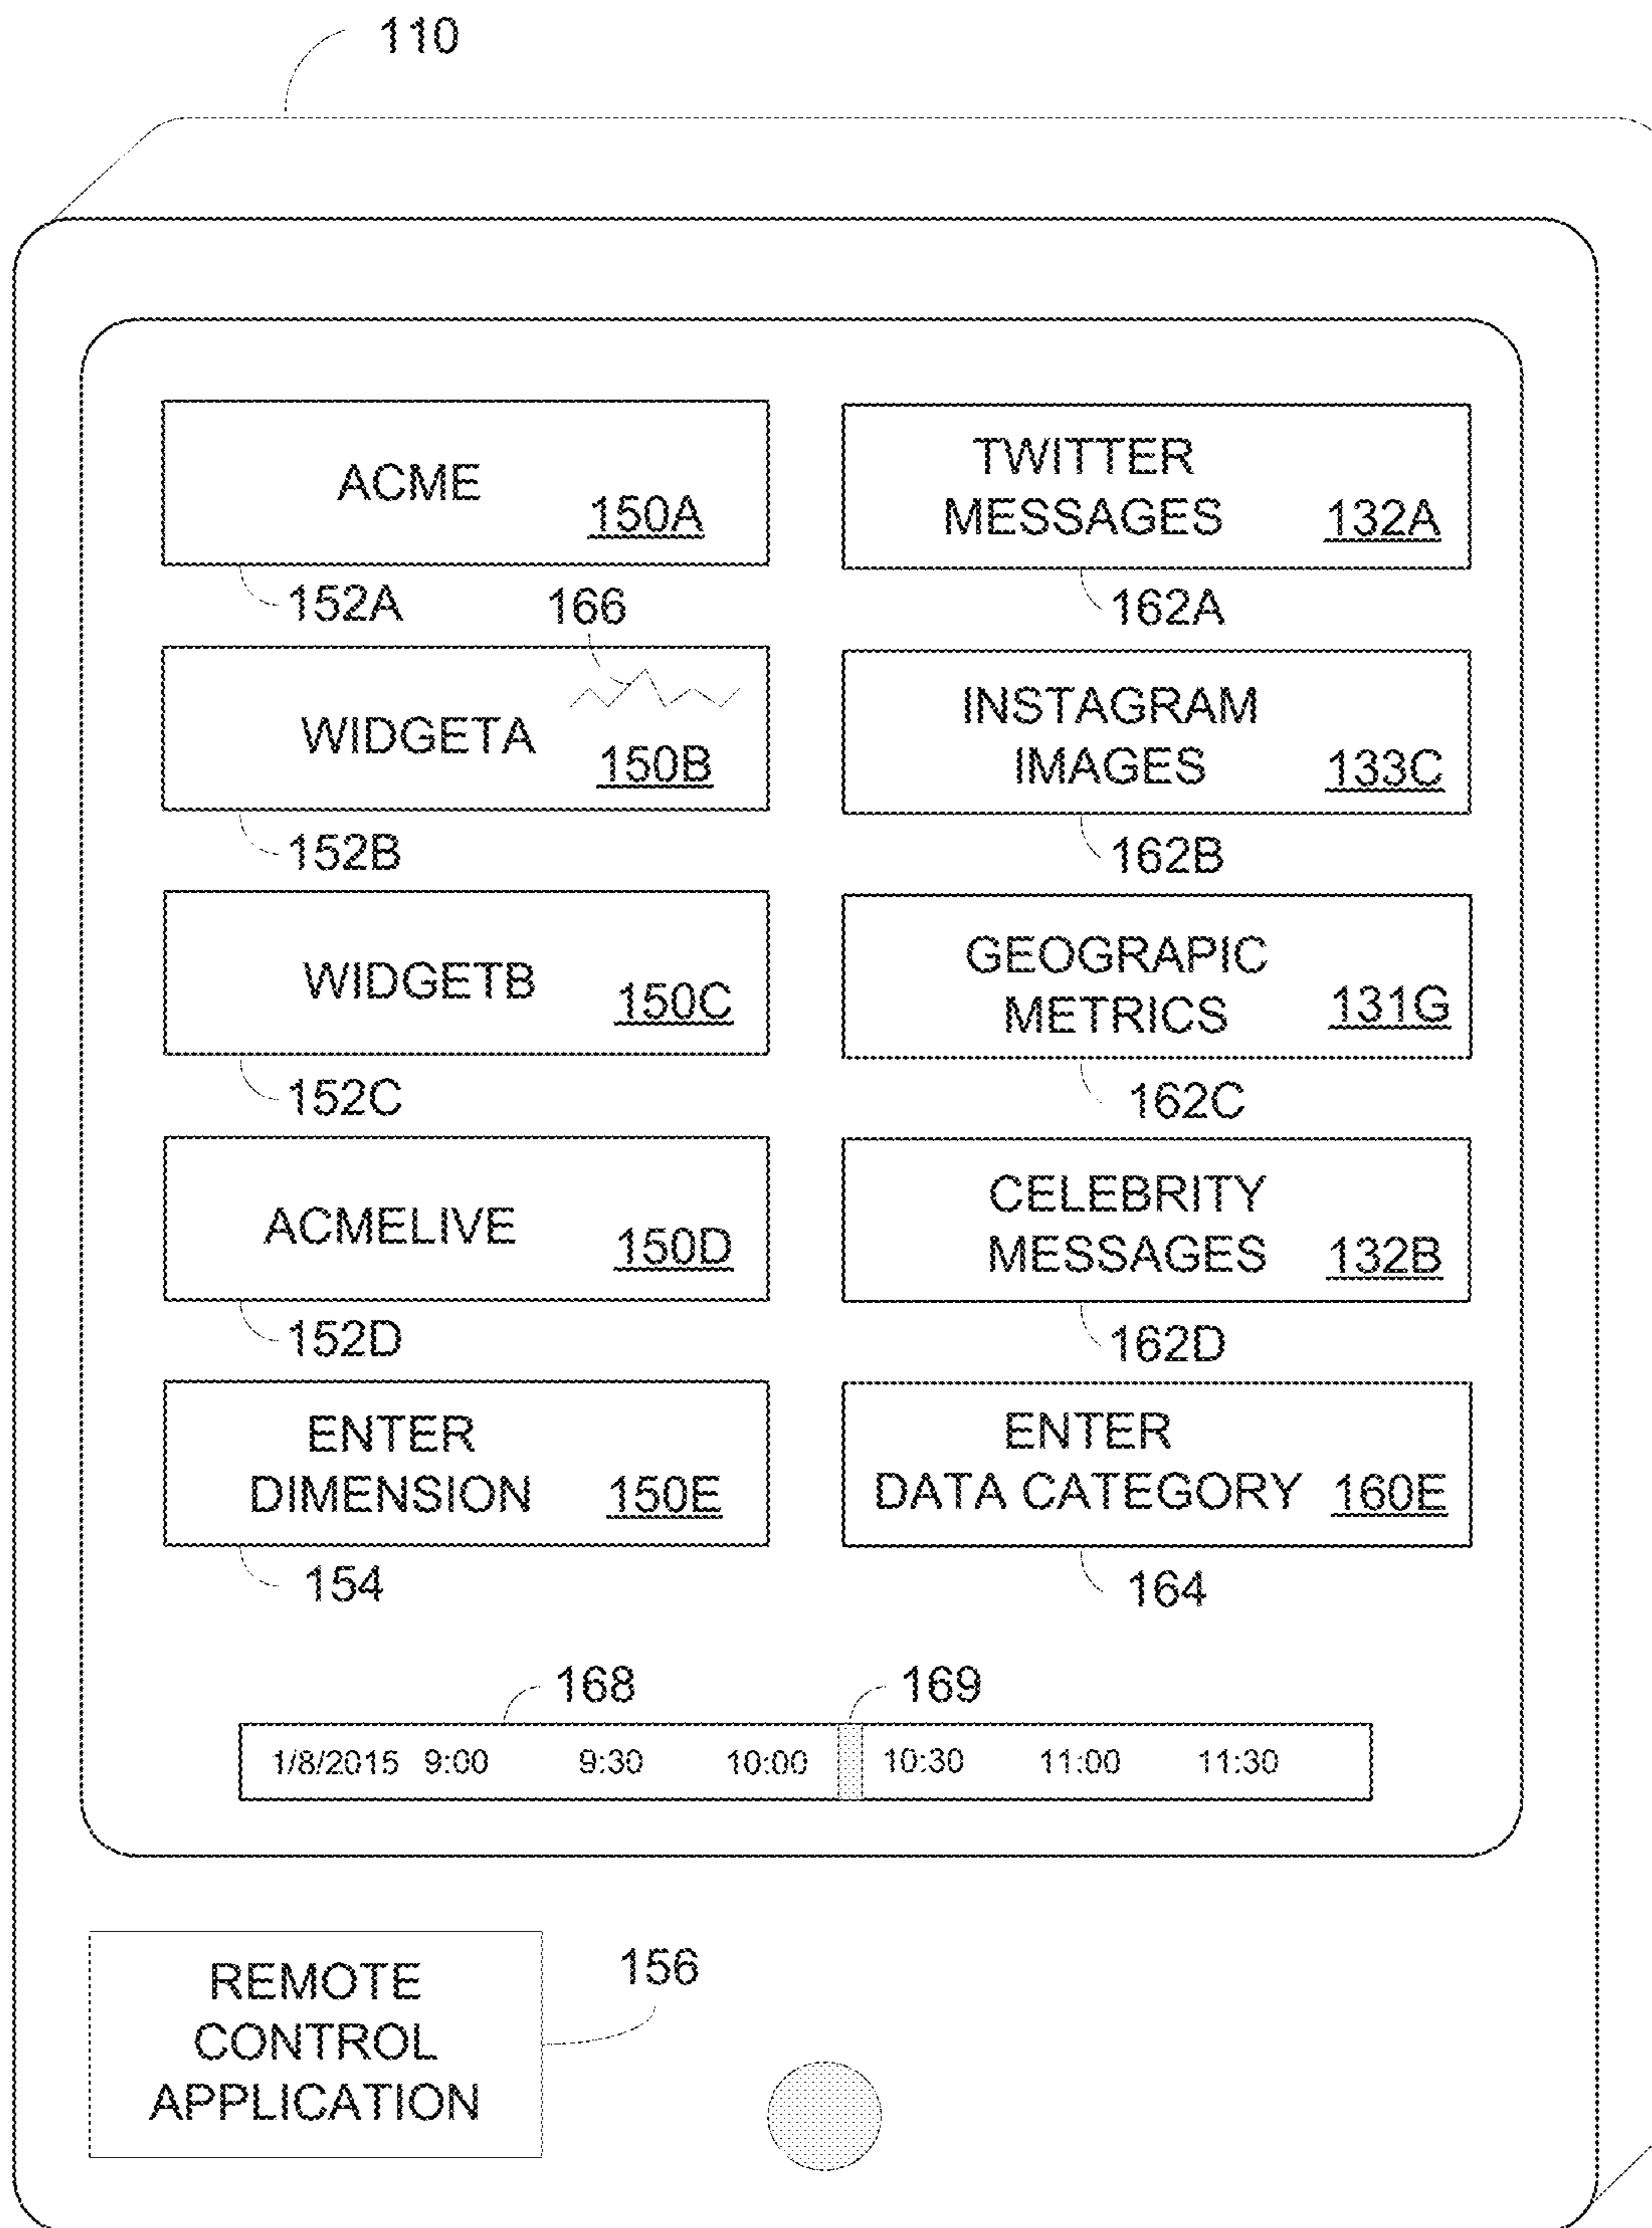 110
ACME
150A
TWITTER
MESSAGES
132A
152A
166
162A
WIDGETA
150B
INSTAGRAM
IMAGES
133C
152B
162B
WIDGETB
150C
GEOGRAPIC
METRICS
131G
152C
162C
ACMELIVE
150D
CELEBRITY
MESSAGES
132B
152D
162D
ENTER
DIMENSION
150E
ENTER
DATA CATEGORY
160E
154
164
168
169
1/8/2015 9:00 9:30 10:00 10:30 11:00 11:30
REMOTE
CONTROL
APPLICATION
156